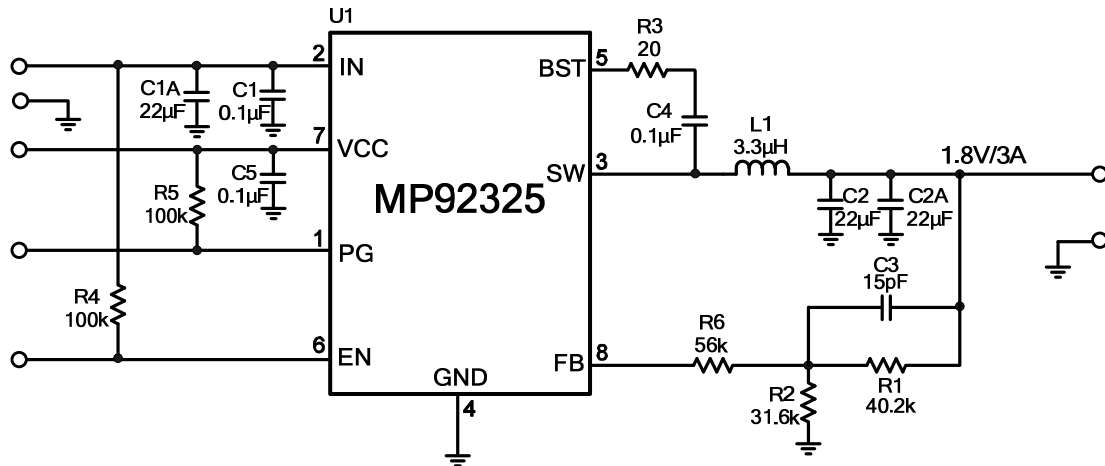 U1
2
IN
C1A
22µF
C1
0.1µF
7
VCC
C5
0.1µF
R5
100k
1
PG
R4
100k
6
EN
MP92325
GND
4
BST
5
R3
20
C4
0.1µF
SW
3
L1
3.3µH
1.8V/3A
C2
22µF
C2A
22µF
C3
15pF
FB
8
R6
56k
R2
31.6k
R1
40.2k